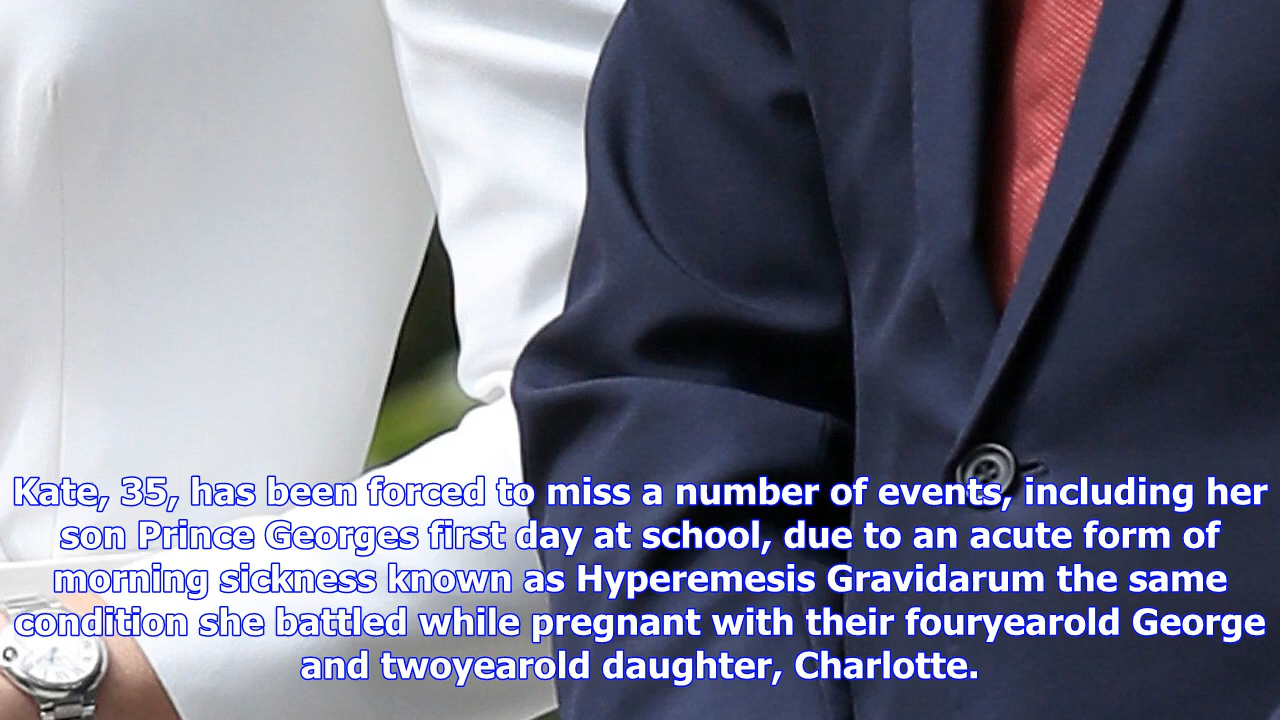 Kate, 35, has been forced to miss a number of events, including her
son Prince Georges first day at school, due to an acute form of
morning sickness known as Hyperemesis Gravidarum the same
condition she battled while pregnant with their fouryearold George
and twoyearold daughter, Charlotte.